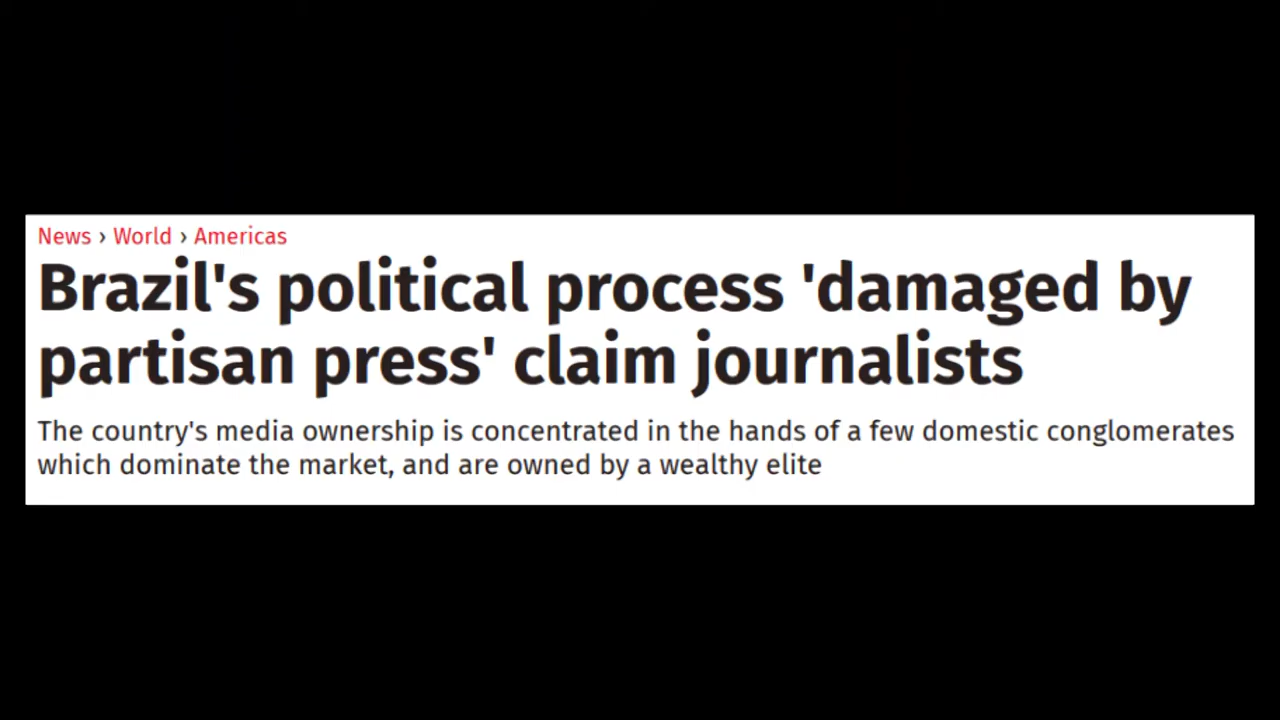 News › World › Americas
Brazil's political process 'damaged by
partisan press' claim journalists
The country's media ownership is concentrated in the hands of a few domestic conglomerates
which dominate the market, and are owned by a wealthy elite